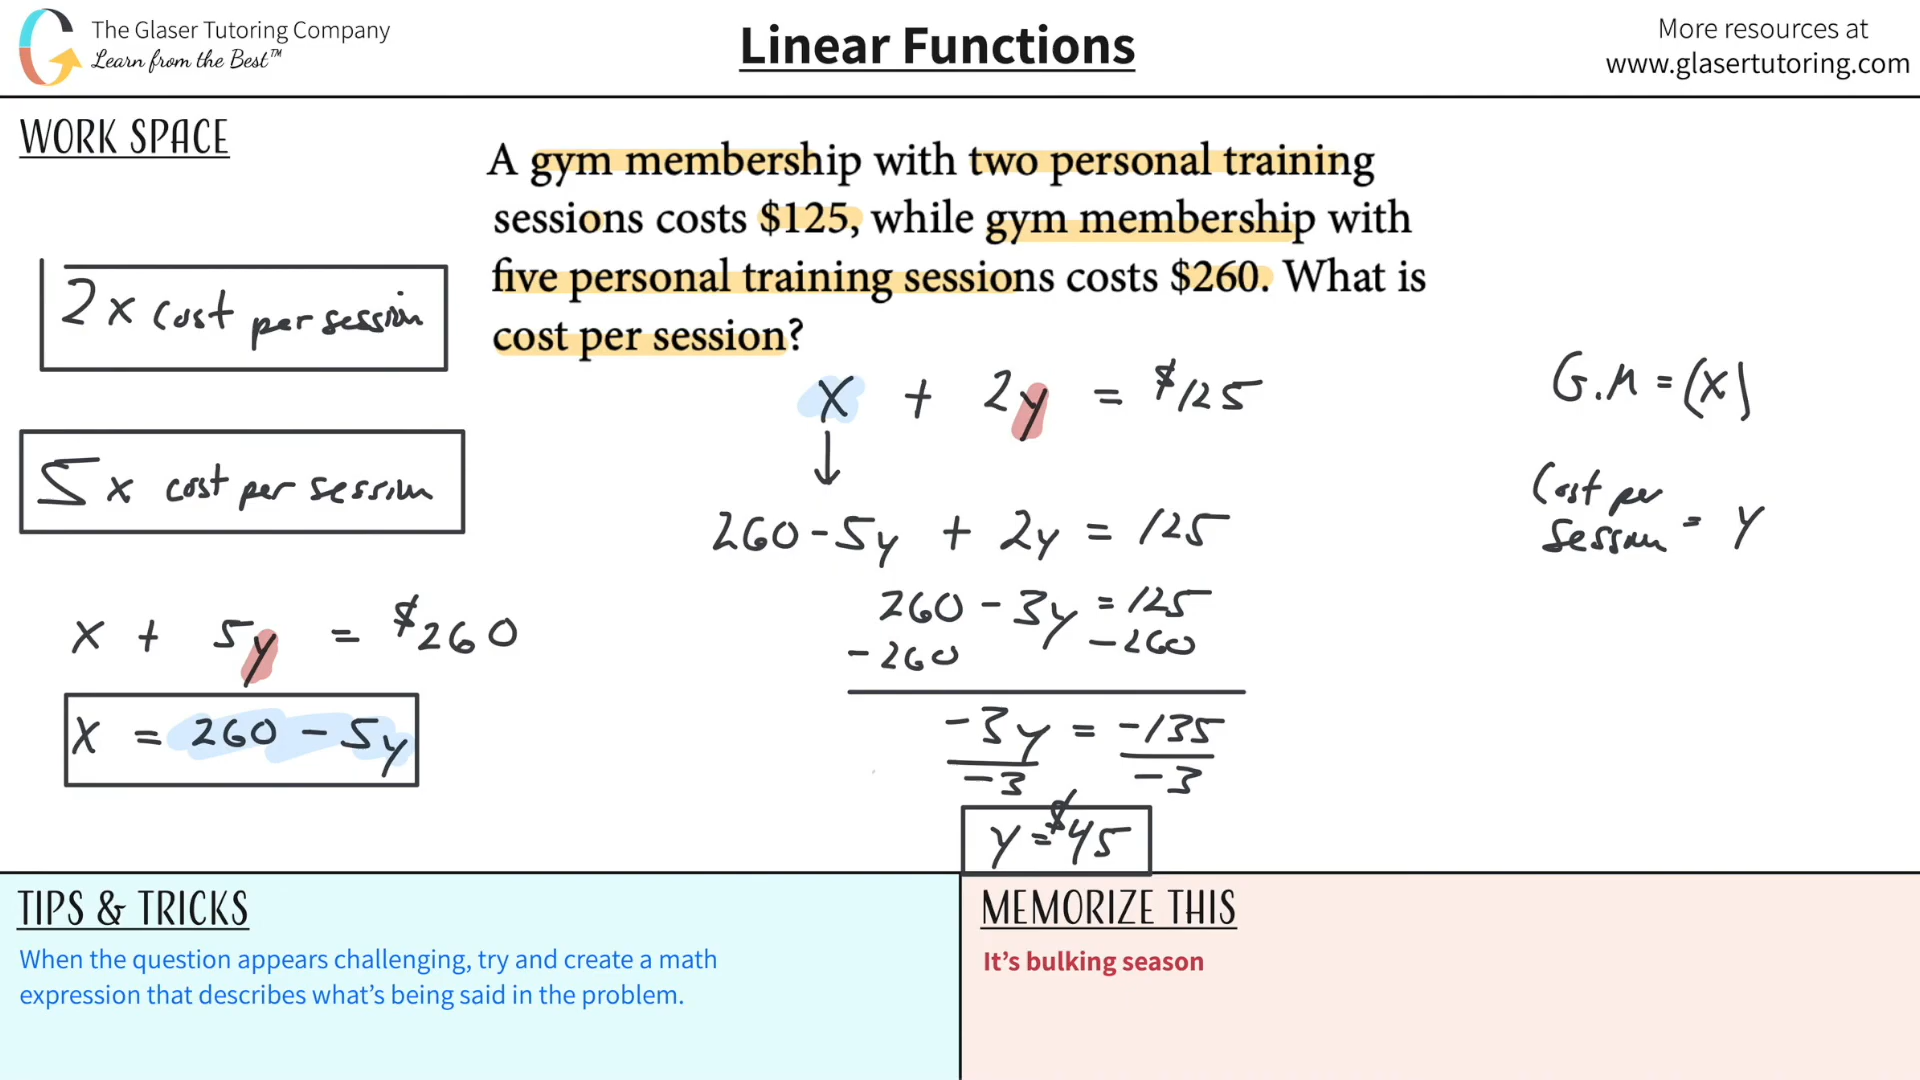 The Glaser Tutoring Company
Learn from the Best™
Linear Functions
More resources at
www.glasertutoring.com
WORK SPACE
A gym membership with two personal training
sessions costs $125, while gym membership with
five personal training sessions costs $260. What is
cost per session?
2 x cost per session
5 x cost per session
x + 5y = $260
x = 260 - 5y
x + 2y = $125
260 - 5y + 2y = 125
260 - 3y = 125
-260 -260
-3y = -135
-3 -3
y = $45
G.M = (x)
Cost per
session = y
TIPS & TRICKS
When the question appears challenging, try and create a math
expression that describes what's being said in the problem.
MEMORIZE THIS
It's bulking season